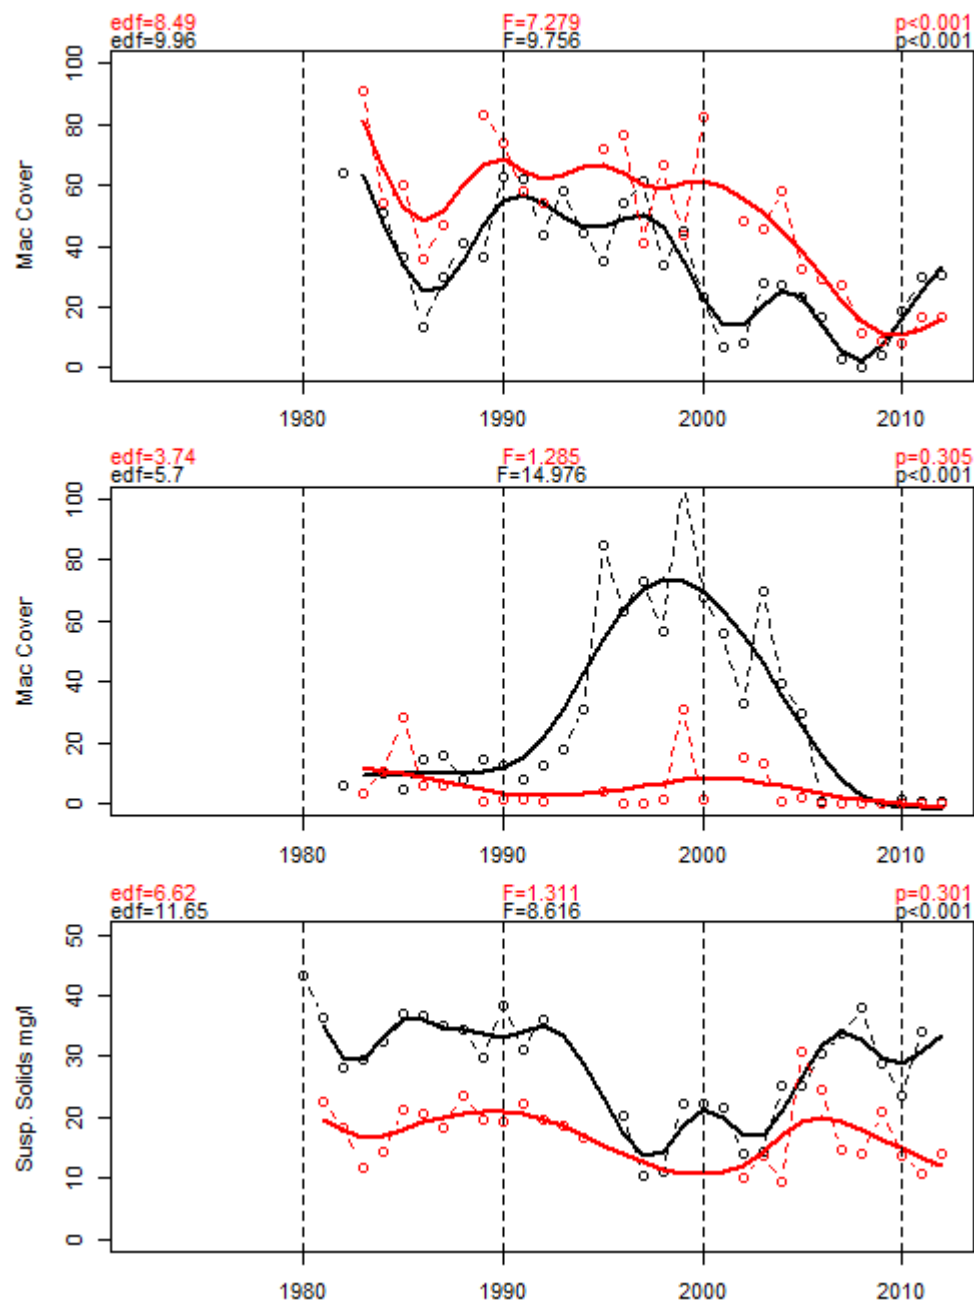 edf=8.49 F=7.279 p<0.001
edf=9.96 F=9.756 p<0.001
Mac Cover
100
80
60
40
20
0
1980 1990 2000 2010
edf=3.74 F=1.285 p=0.305
edf=5.7 F=14.976 p<0.001
Mac Cover
100
80
60
40
20
0
1980 1990 2000 2010
edf=6.62 F=1.311 p=0.301
edf=11.65 F=8.616 p<0.001
Susp. Solids mg/l
50
40
30
20
10
0
1980 1990 2000 2010